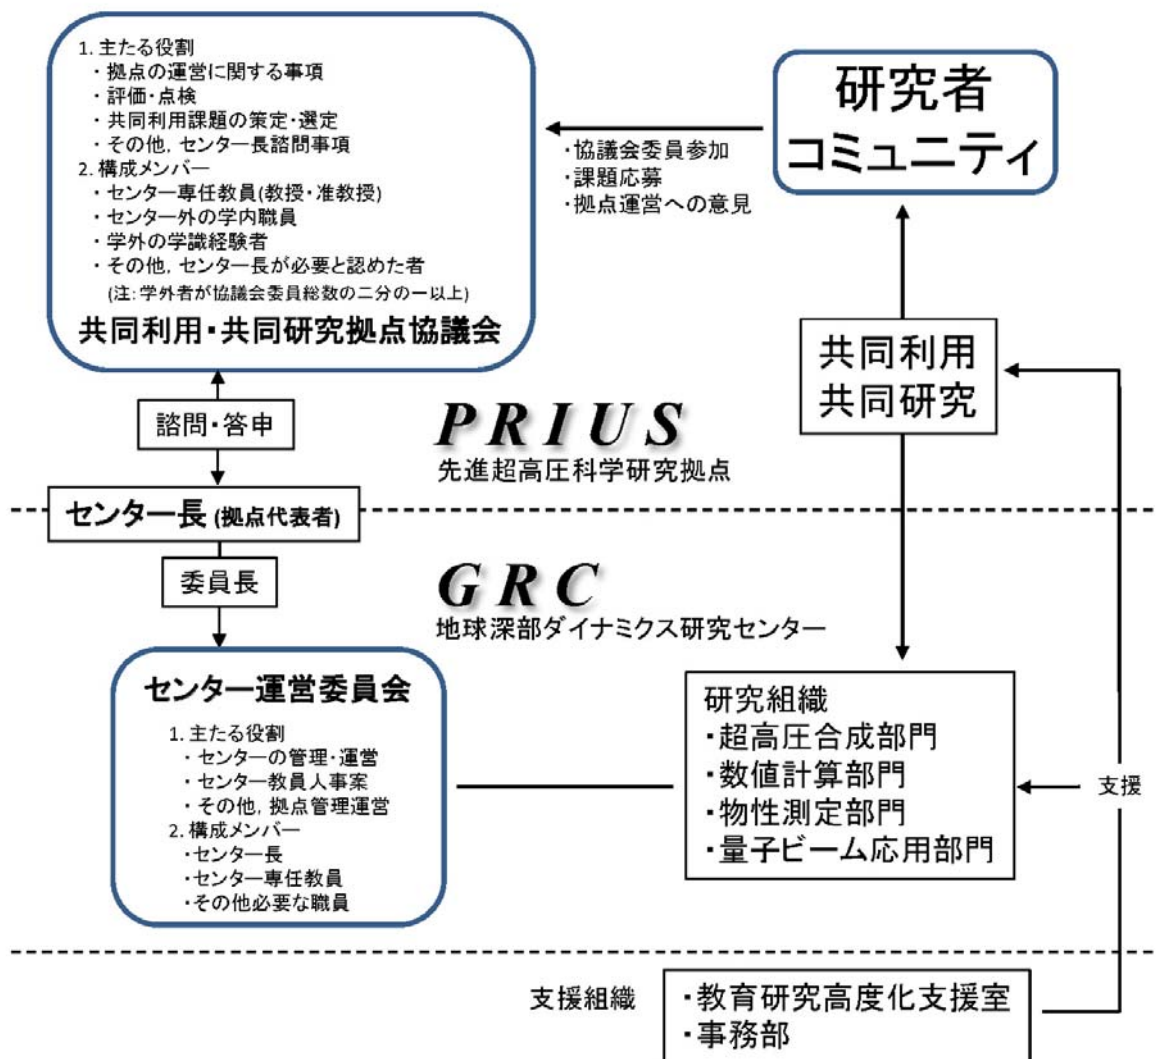 1. 主たる役割
・拠点の運営に関する事項
・評価・点検
・共同利用課題の策定・選定
・その他, センター長諮問事項
2. 構成メンバー
・センター専任教員(教授・准教授)
・センター外の学内職員
・学外の学識経験者
・その他, センター長が必要と認めた者
(注: 学外者が協議会委員総数の二分の一以上)
共同利用・共同研究拠点協議会
研究者
コミュニティ
・協議会委員参加
・課題応募
・拠点運営への意見
共同利用
共同研究
諮問・答申
PRIUS
先進超高圧科学研究拠点
センター長 (拠点代表者)
委員長
GRC
地球深部ダイナミクス研究センター
センター運営委員会
1. 主たる役割
・センターの管理・運営
・センター教員人事案
・その他, 拠点管理運営
2. 構成メンバー
・センター長
・センター専任教員
・その他必要な職員
研究組織
・超高圧合成部門
・数値計算部門
・物性測定部門
・量子ビーム応用部門
支援
支援組織
・教育研究高度化支援室
・事務部